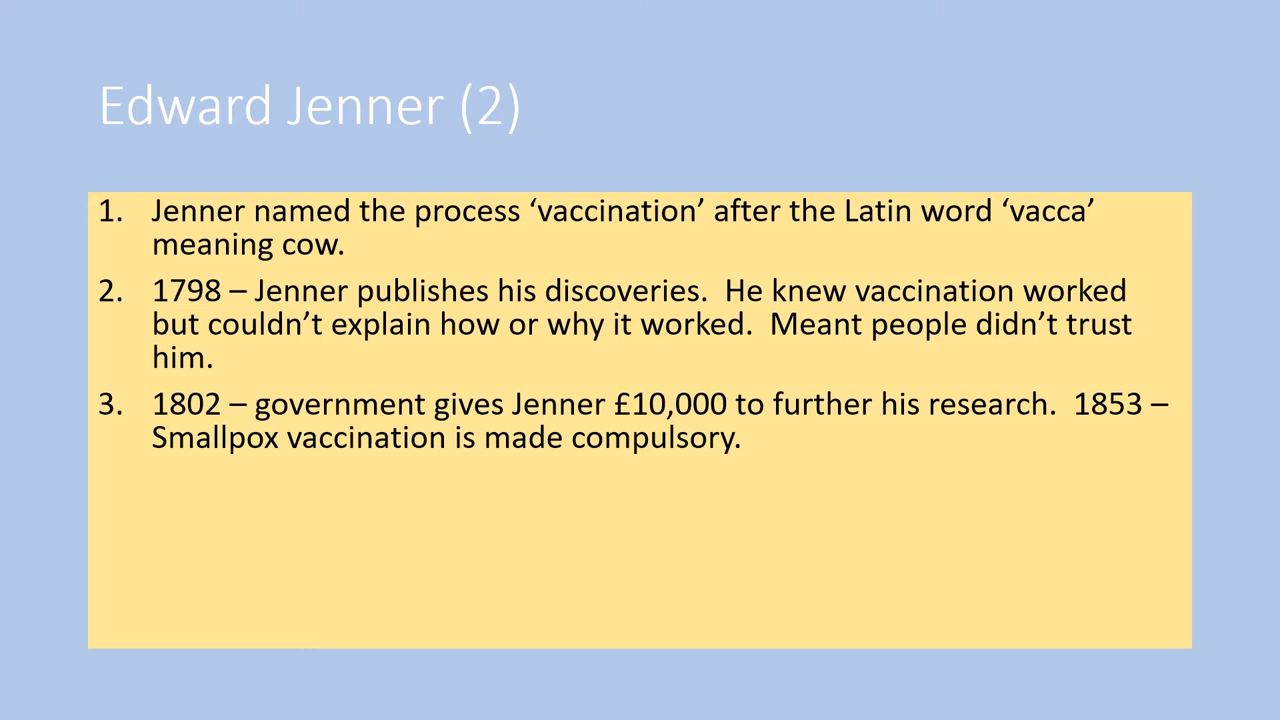 Edward Jenner (2)
1. Jenner named the process ‘vaccination’ after the Latin word ‘vacca’
meaning cow.
2. 1798 – Jenner publishes his discoveries.  He knew vaccination worked
but couldn’t explain how or why it worked.  Meant people didn’t trust
him.
3. 1802 – government gives Jenner £10,000 to further his research.  1853 –
Smallpox vaccination is made compulsory.